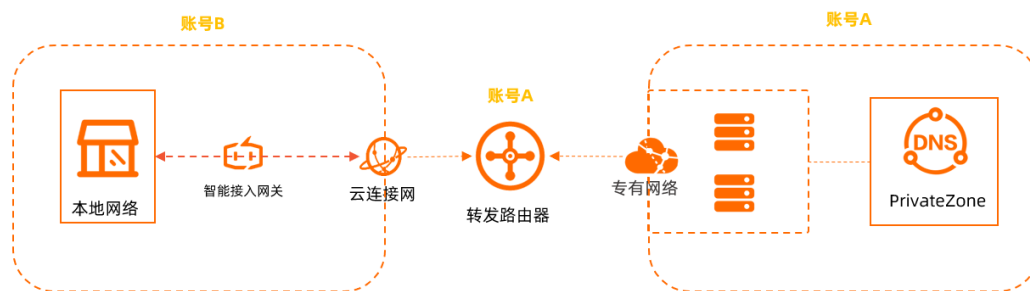 账号B
账号A
账号A
本地网络
智能接入网关
云连接网
转发路由器
专有网络
DNS
PrivateZone